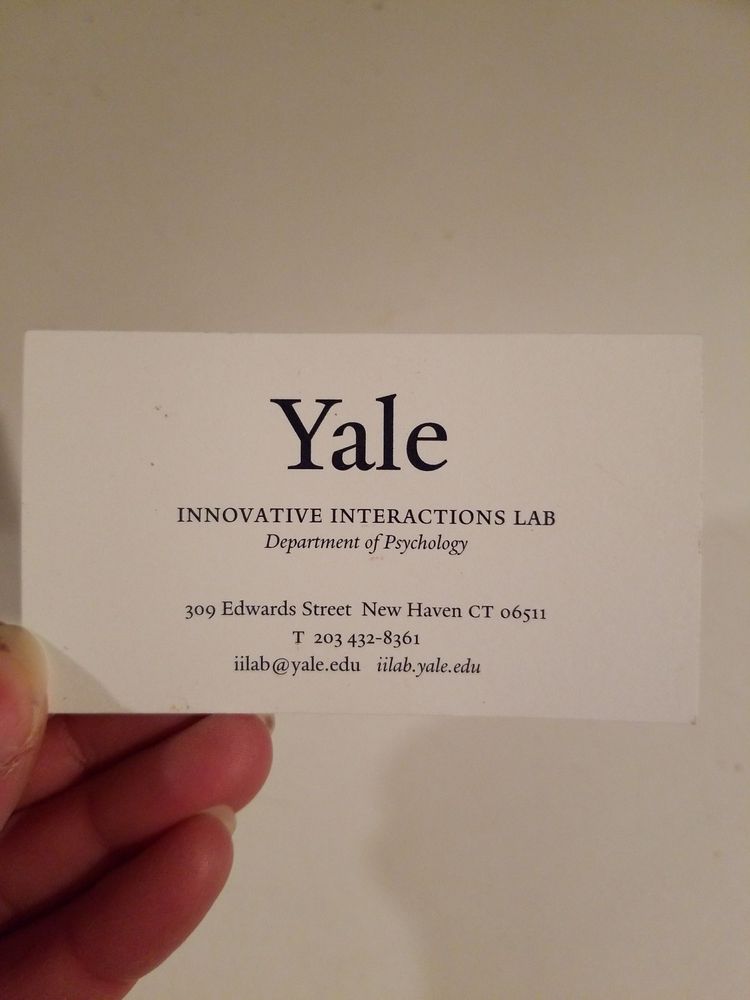 Yale
INNOVATIVE INTERACTIONS LAB
Department of Psychology
309 Edwards Street New Haven CT 06511
T 203 432-8361
iilab@yale.edu iilab.yale.edu